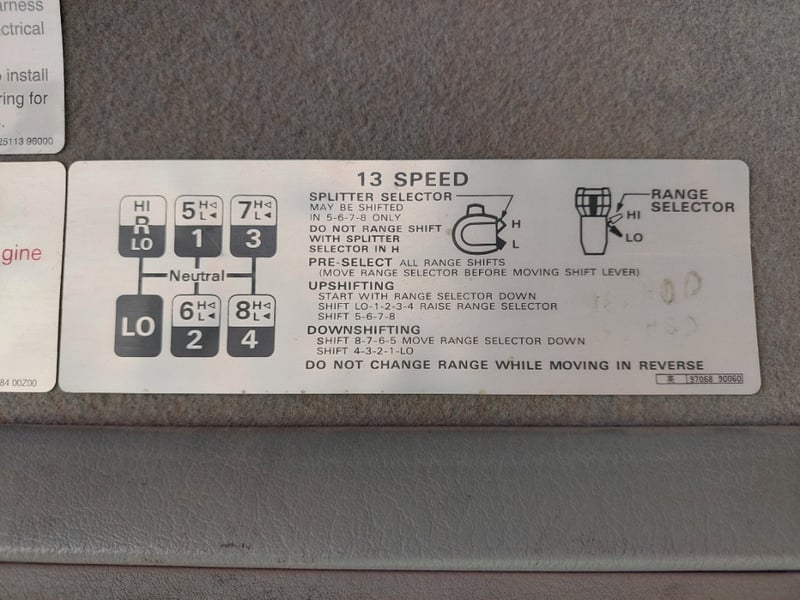 arness
ctrical
install
ring for
25113 96000
gine
84 00Z00
13 SPEED
HI
R
LO
5 H◁
L◀
1
7 H◁
L◀
3
Neutral
LO
6 H◁
L◀
2
8 H◁
L◀
4
SPLITTER SELECTOR
MAY BE SHIFTED
IN 5-6-7-8 ONLY
DO NOT RANGE SHIFT
WITH SPLITTER
SELECTOR IN H
H
L
RANGE
SELECTOR
HI
LO
PRE-SELECT ALL RANGE SHIFTS
(MOVE RANGE SELECTOR BEFORE MOVING SHIFT LEVER)
UPSHIFTING
START WITH RANGE SELECTOR DOWN
SHIFT LO-1-2-3-4 RAISE RANGE SELECTOR
SHIFT 5-6-7-8
DOWNSHIFTING
SHIFT 8-7-6-5 MOVE RANGE SELECTOR DOWN
SHIFT 4-3-2-1-LO
DO NOT CHANGE RANGE WHILE MOVING IN REVERSE
英 97068 90060